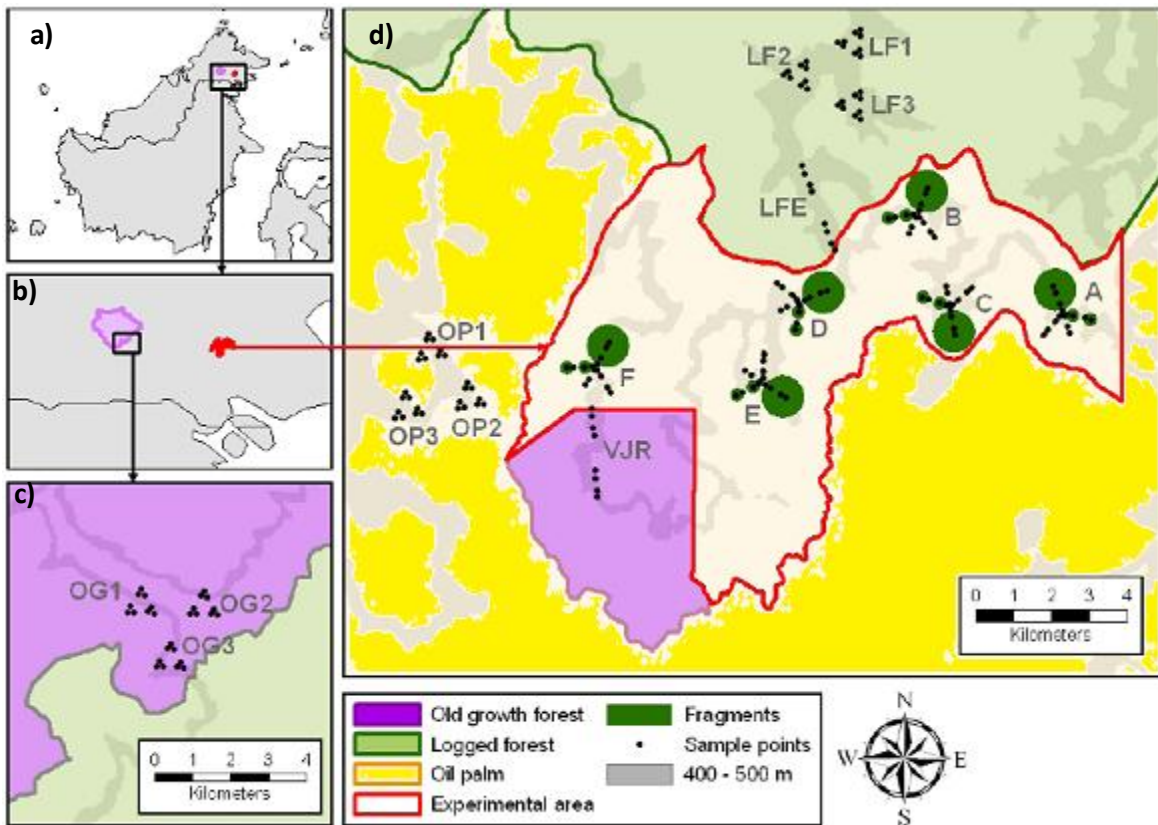 a)
b)
c)
OG1
OG2
OG3
0 1 2 3 4
Kilometers
d)
LF1
LF2
LF3
LFE
B
A
C
D
F
E
OP1
OP2
OP3
VJR
0 1 2 3 4
Kilometers
Old growth forest
Logged forest
Oil palm
Experimental area
Fragments
Sample points
400 - 500 m
N
W E
S